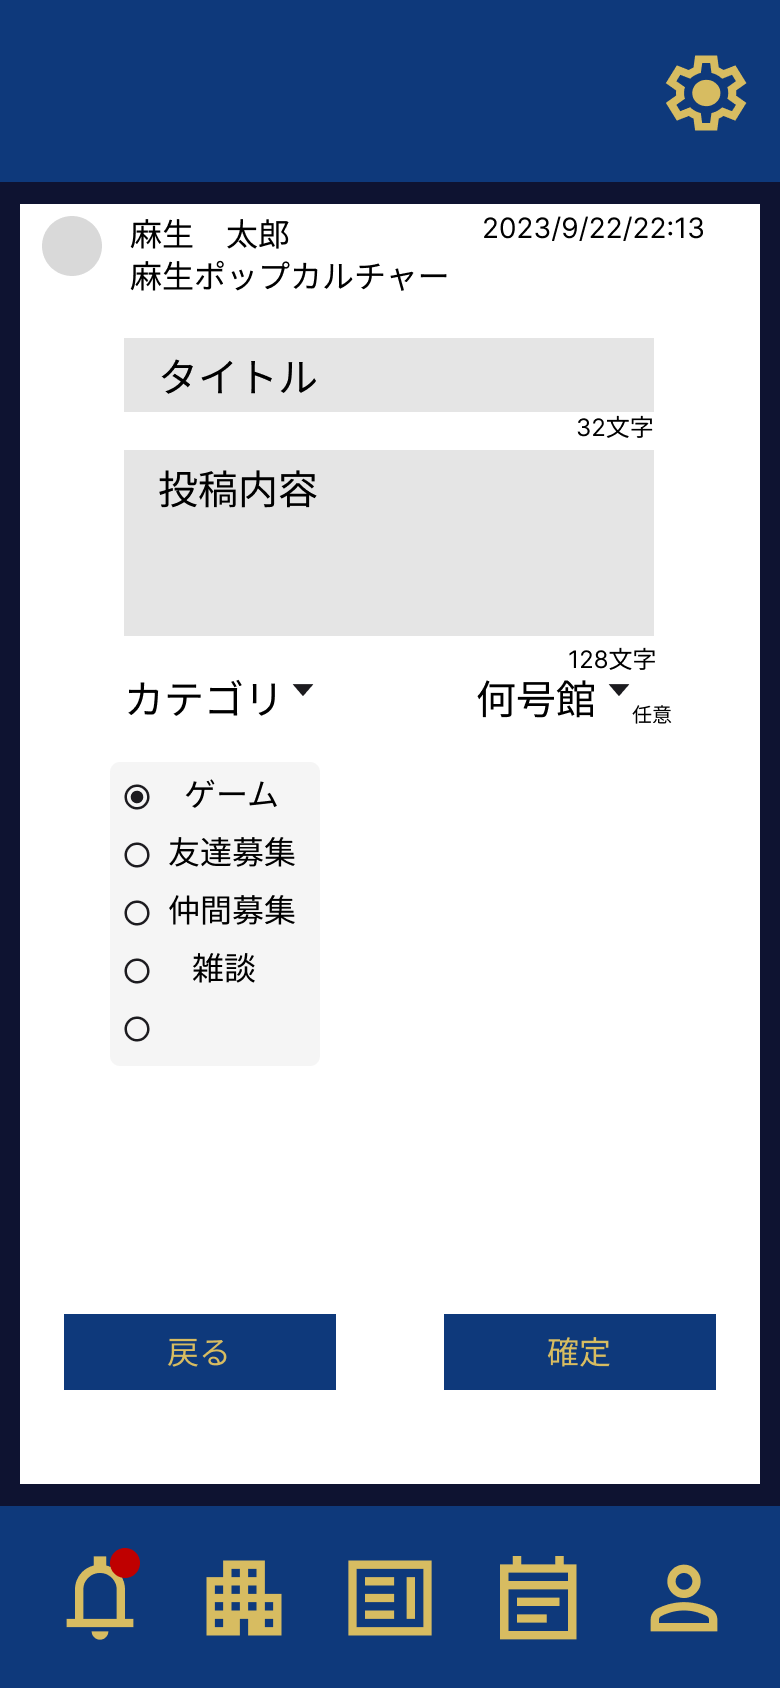 麻生　太郎
2023/9/22/22:13
麻生ポップカルチャー
タイトル
32文字
投稿内容
128文字
カテゴリ
何号館
任意
ゲーム
友達募集
仲間募集
雑談
戻る
確定